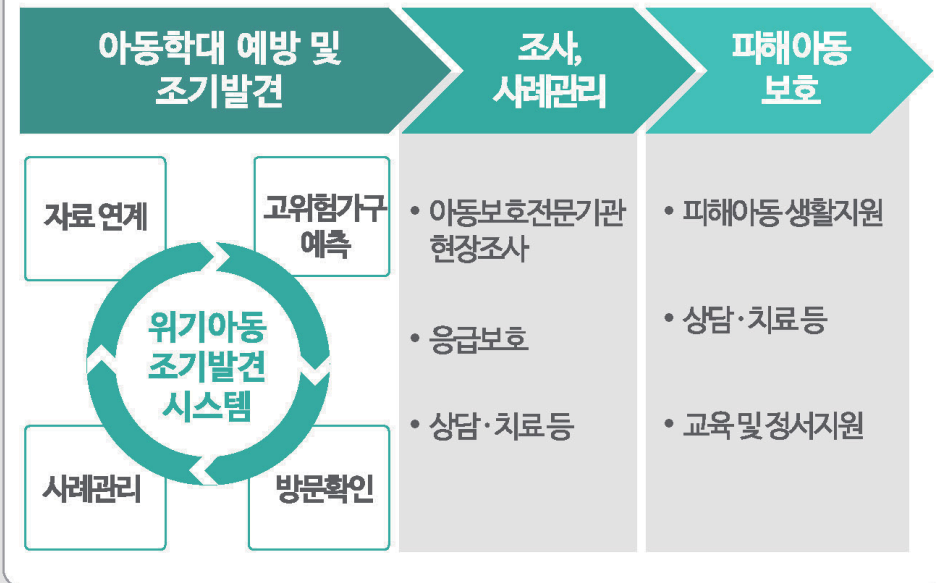 아동학대 예방 및
조기발견
조사,
사례관리
피해아동
보호
자료 연계
고위험가구
예측
위기아동
조기발견
시스템
사례관리
방문확인
• 아동보호전문기관
현장조사
• 응급보호
• 상담·치료 등
• 피해아동 생활지원
• 상담·치료 등
• 교육 및 정서지원